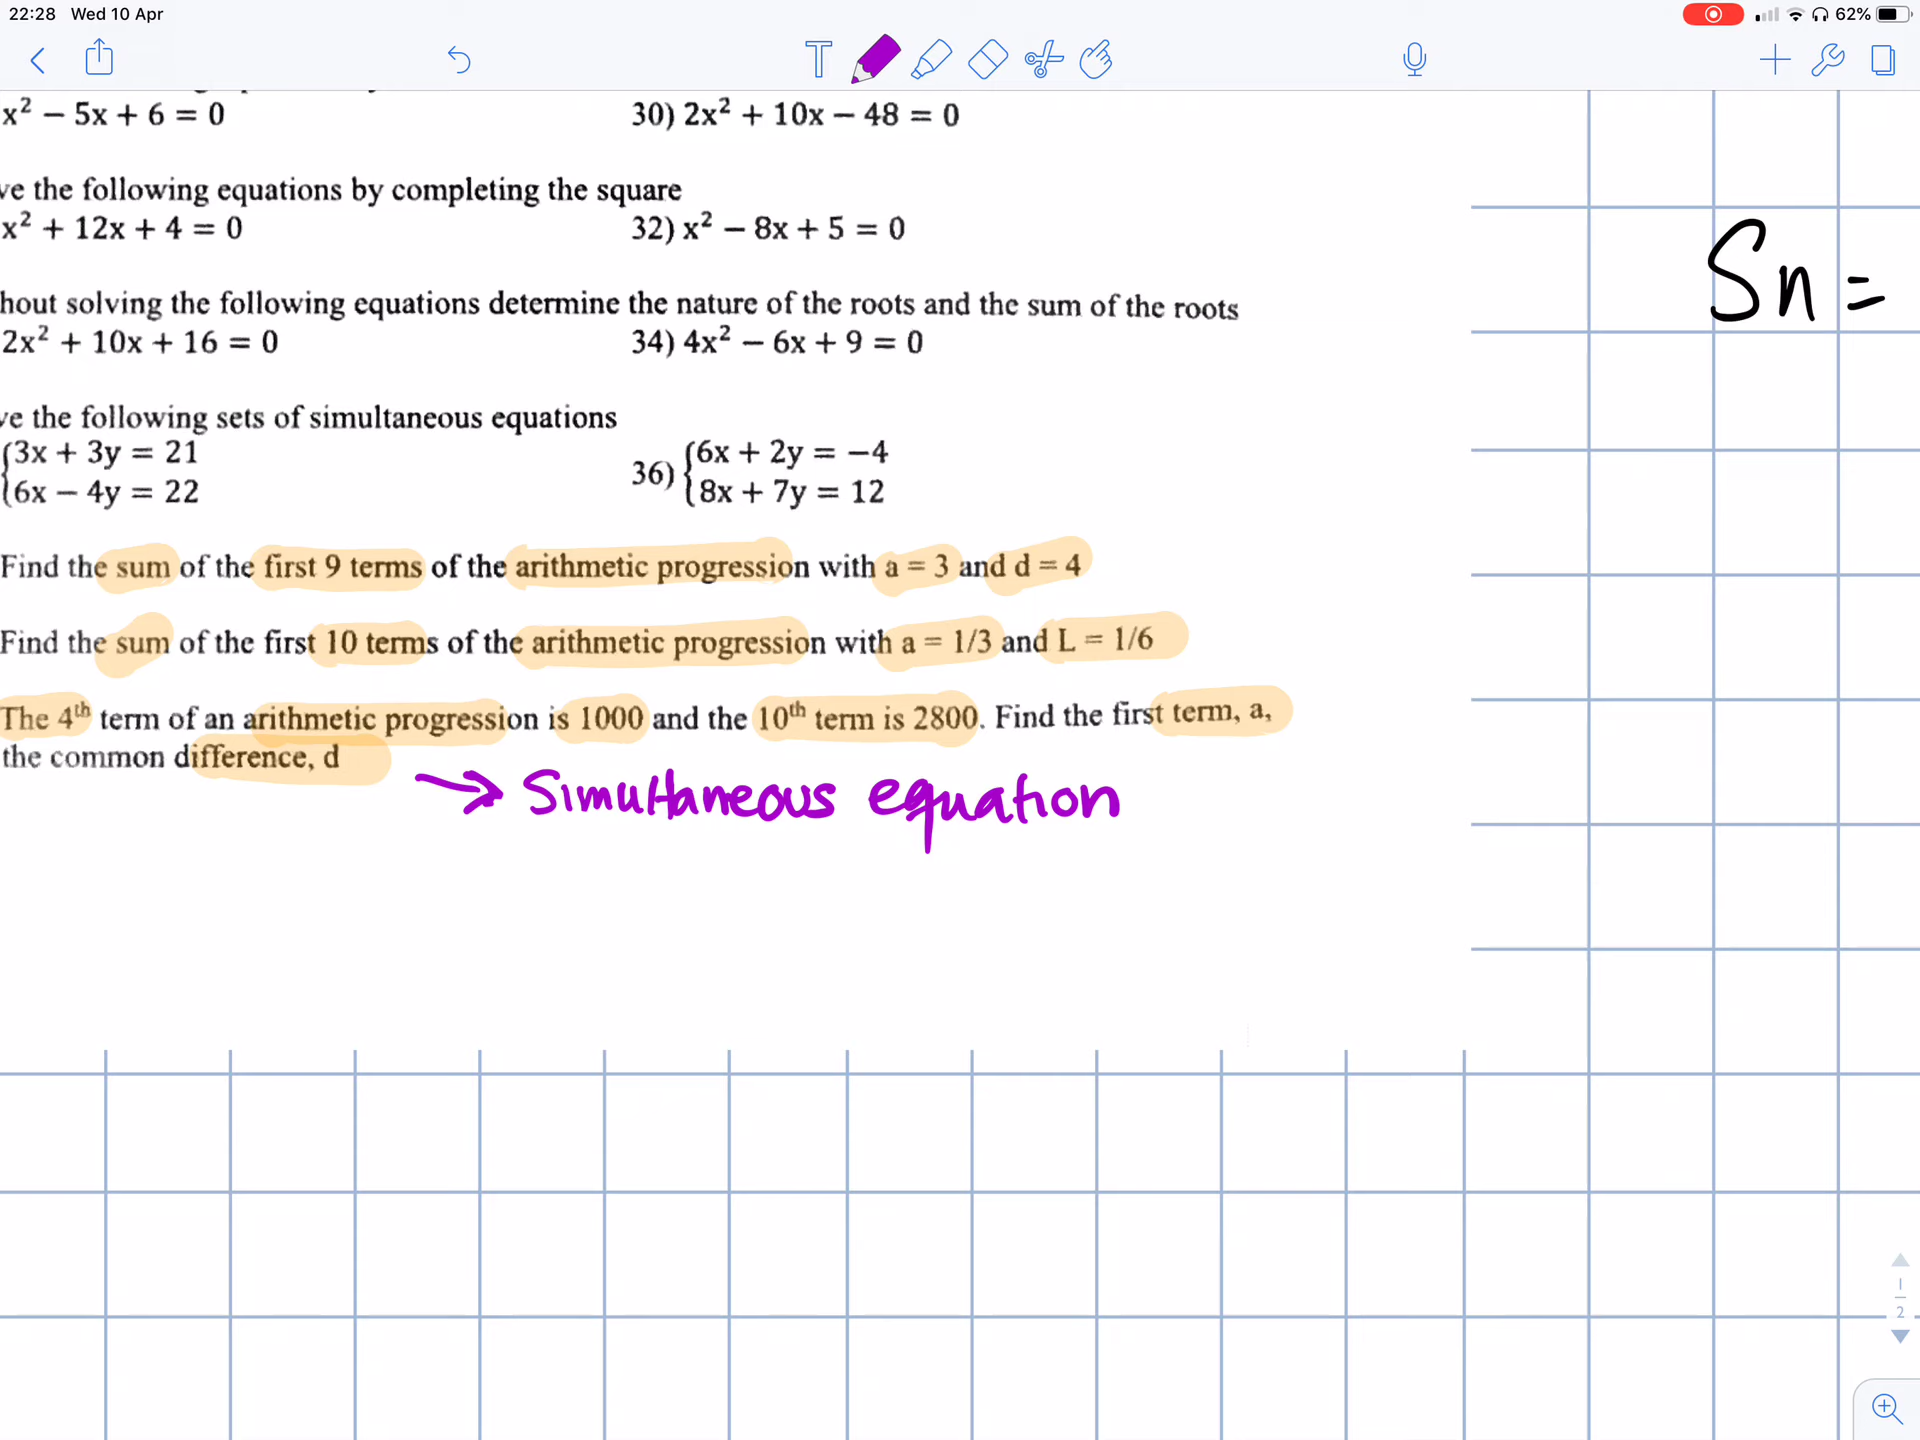 22:28 Wed 10 Apr
62%
x² − 5x + 6 = 0 30) 2x² + 10x − 48 = 0
the following equations by completing the square
x² + 12x + 4 = 0 32) x² − 8x + 5 = 0
Sn =
solving the following equations determine the nature of the roots and the sum of the roots
2x² + 10x + 16 = 0 34) 4x² − 6x + 9 = 0
the following sets of simultaneous equations
{3x + 3y = 21 36) {6x + 2y = −4
{6x − 4y = 22 {8x + 7y = 12
Find the sum of the first 9 terms of the arithmetic progression with a = 3 and d = 4
Find the sum of the first 10 terms of the arithmetic progression with a = 1/3 and L = 1/6
The 4th term of an arithmetic progression is 1000 and the 10th term is 2800. Find the first term, a,
the common difference, d
→ Simultaneous equation
1
2